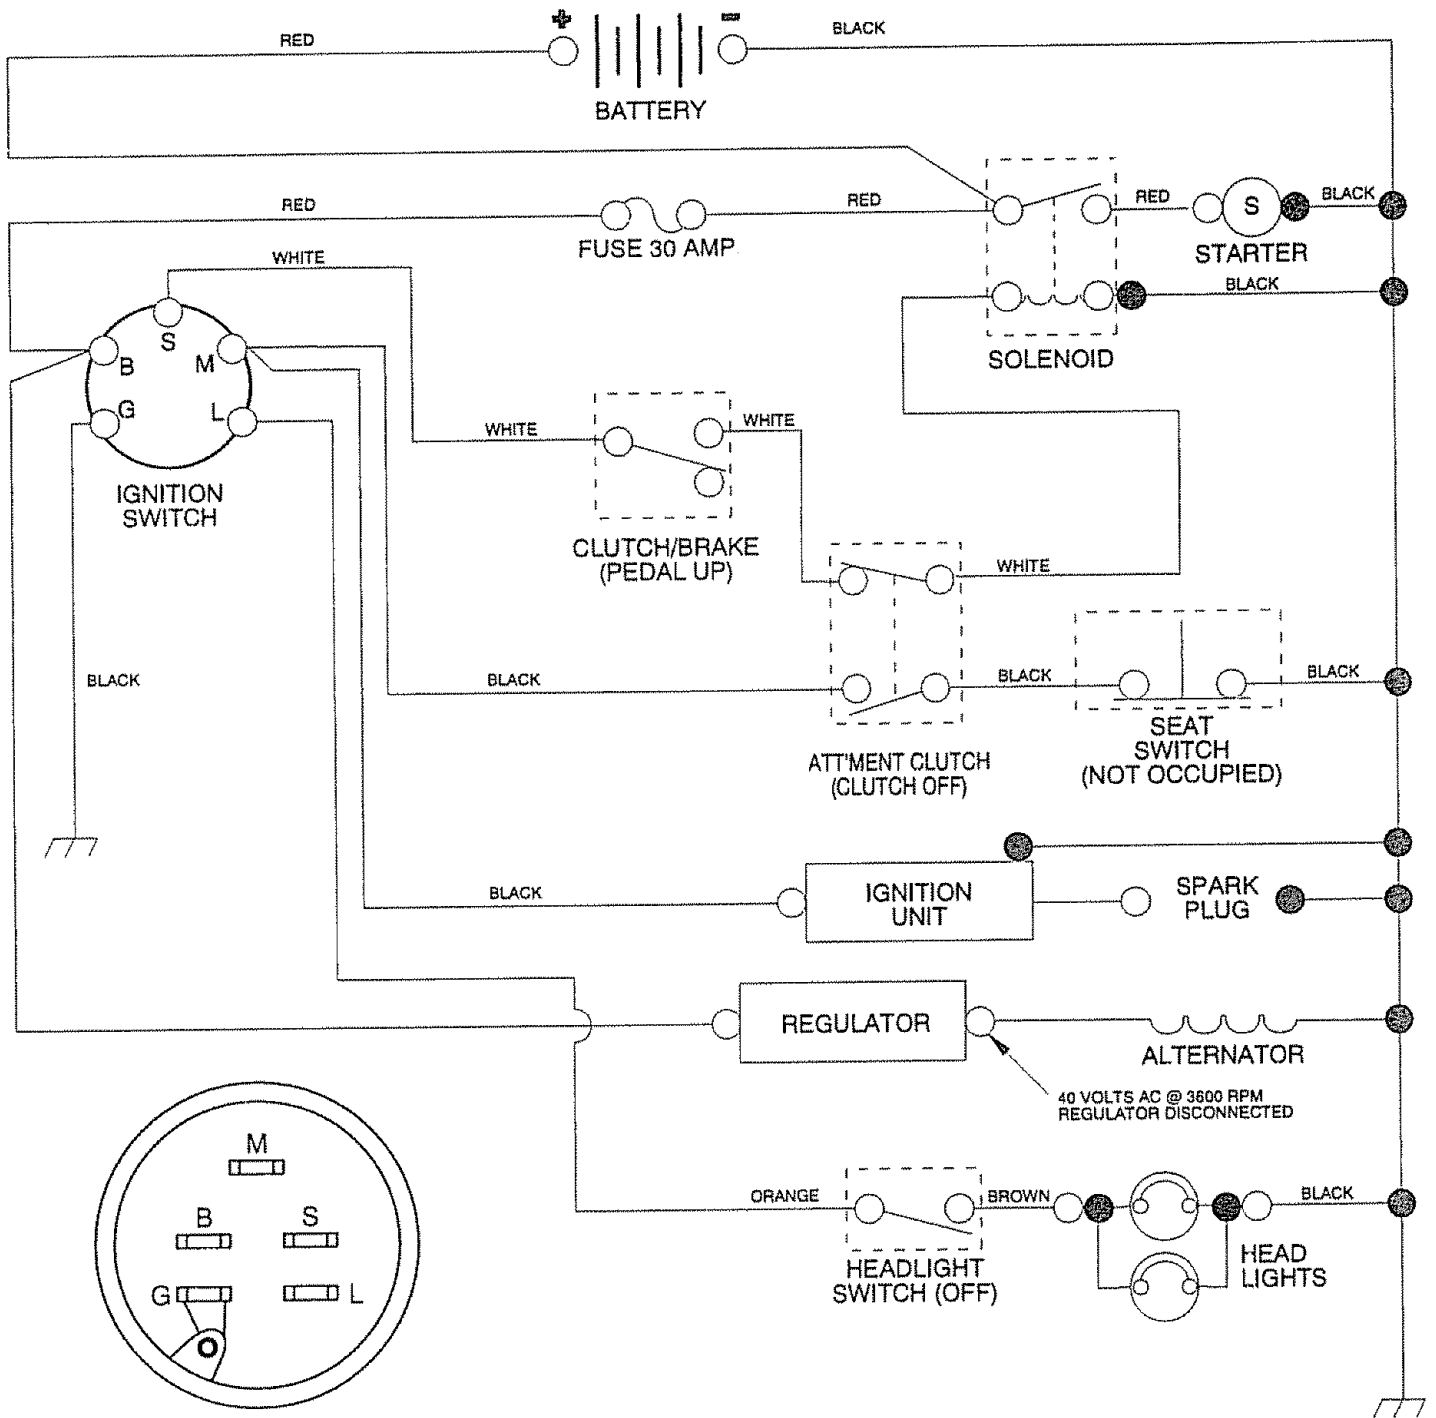 + -
RED
BLACK
BATTERY
RED
RED
RED
S
BLACK
FUSE 30 AMP.
STARTER
WHITE
BLACK
S
B
M
G
L
SOLENOID
IGNITION
SWITCH
WHITE
WHITE
CLUTCH/BRAKE
(PEDAL UP)
WHITE
BLACK
BLACK
BLACK
BLACK
SEAT
SWITCH
(NOT OCCUPIED)
ATT'MENT CLUTCH
(CLUTCH OFF)
BLACK
IGNITION
UNIT
SPARK
PLUG
REGULATOR
ALTERNATOR
40 VOLTS AC @ 3600 RPM
REGULATOR DISCONNECTED
M
B
S
G
L
ORANGE
BROWN
BLACK
HEADLIGHT
SWITCH (OFF)
HEAD
LIGHTS